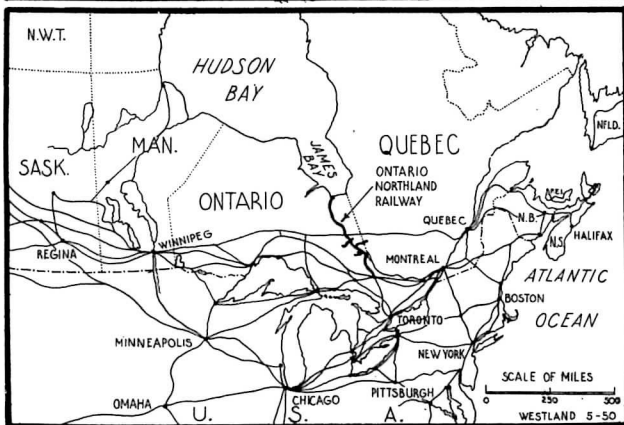 N.W.T.
HUDSON
BAY
NFLD.
MAN.
JAMES
BAY
QUEBEC
SASK.
ONTARIO
NORTHLAND
RAILWAY
P.E.I.
ONTARIO
QUEBEC
N.B.
WINNIPEG
N.S.
HALIFAX
REGINA
MONTREAL
ATLANTIC
OCEAN
BOSTON
TORONTO
MINNEAPOLIS
NEW YORK
SCALE OF MILES
PITTSBURGH
0 250 500
OMAHA
CHICAGO
U. S. A.
WESTLAND 5-50